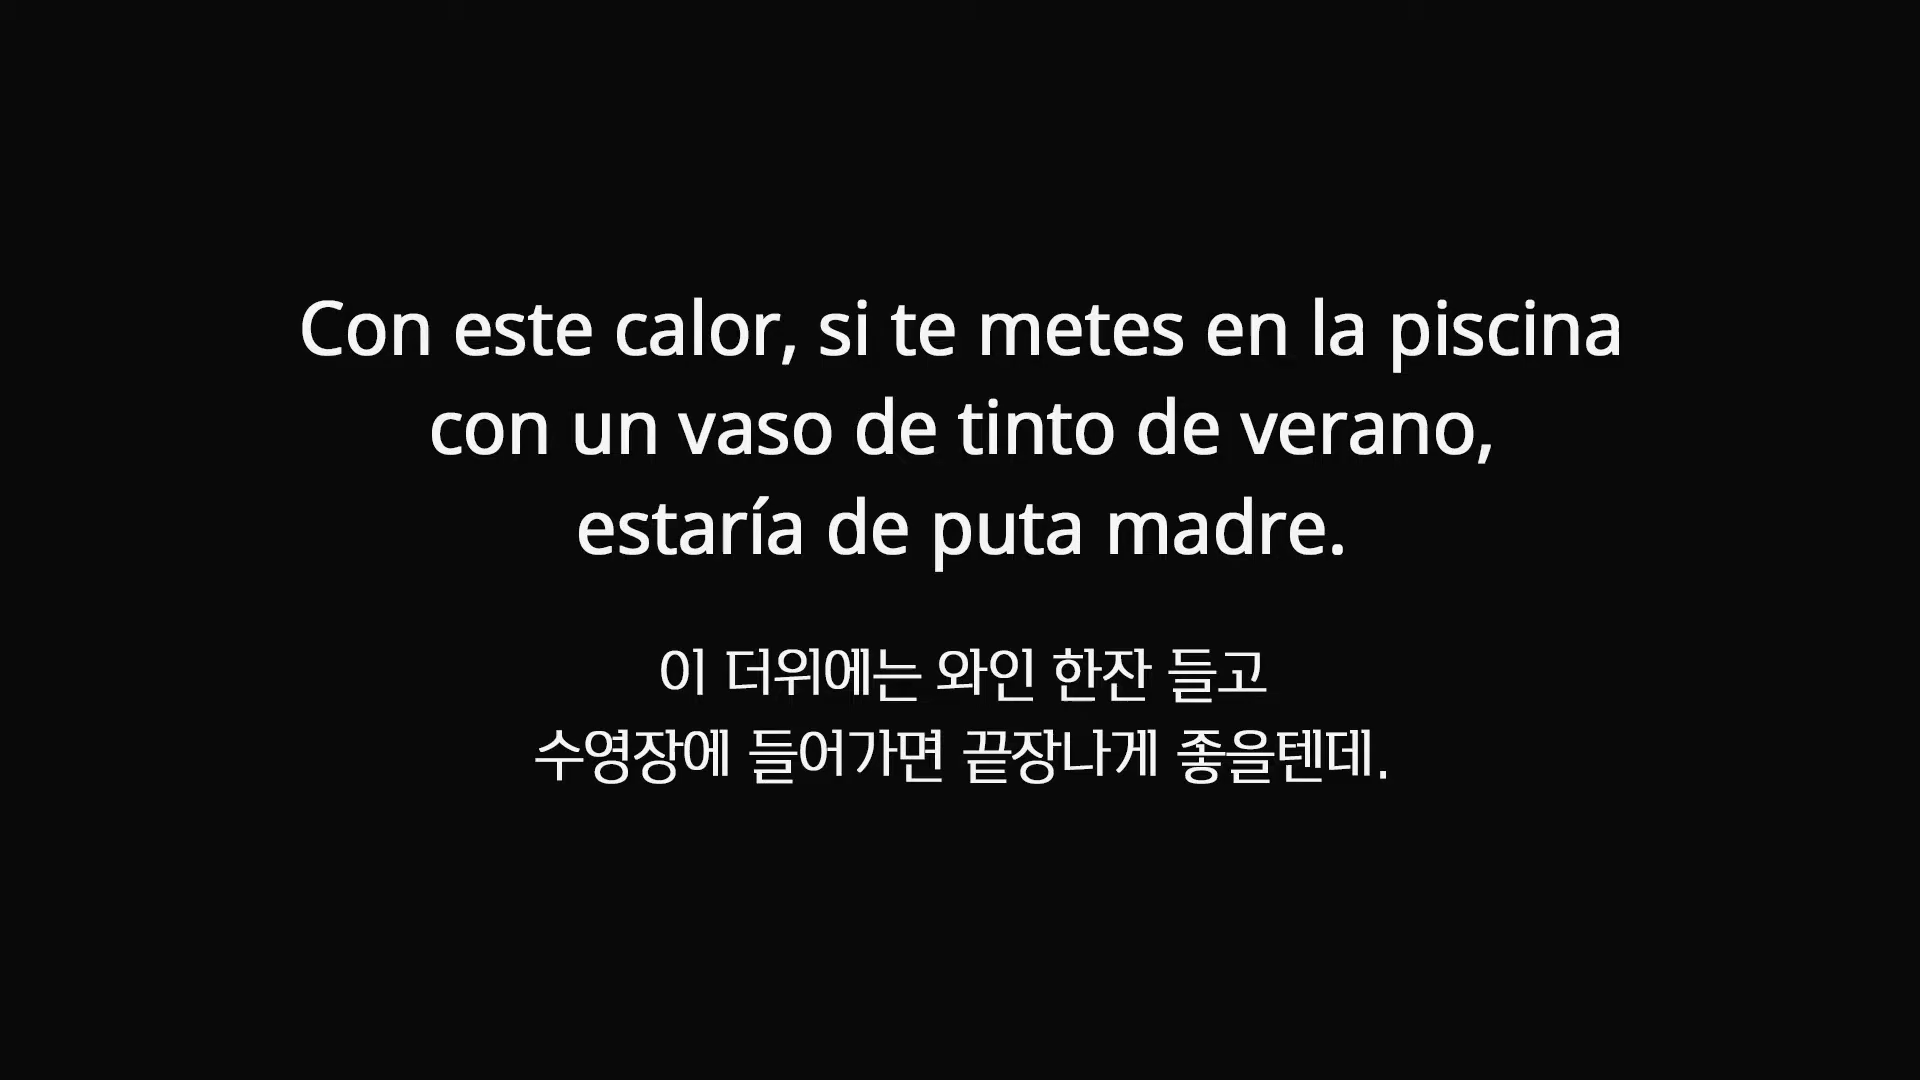 Con este calor, si te metes en la piscina
con un vaso de tinto de verano,
estaría de puta madre.
이 더위에는 와인 한잔 들고
수영장에 들어가면 끝장나게 좋을텐데.